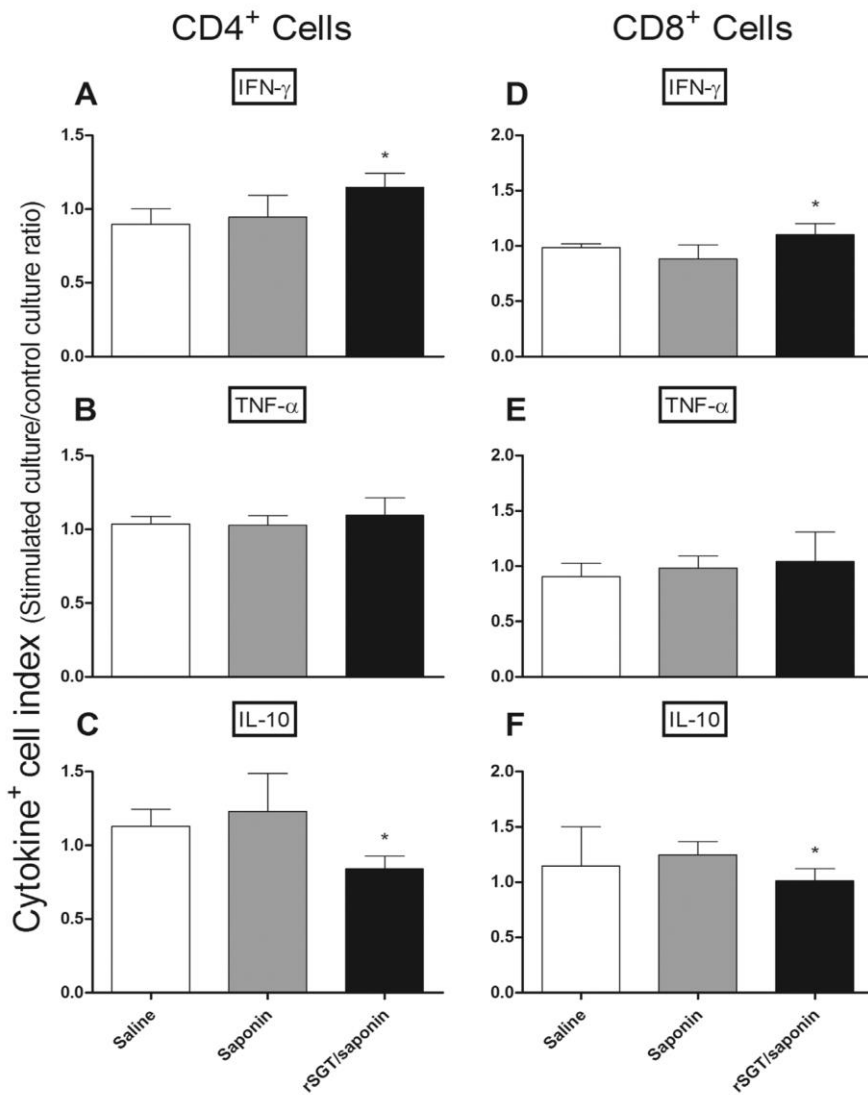 CD4⁺ Cells
CD8⁺ Cells
Cytokine⁺ cell index (Stimulated culture/control culture ratio)
A
IFN-γ
1.5
*
1.0
0.5
0.0
D
IFN-γ
2.0
1.5
*
1.0
0.5
0.0
B
TNF-α
1.5
1.0
0.5
0.0
E
TNF-α
2.0
1.5
1.0
0.5
0.0
C
IL-10
1.5
1.0
*
0.5
0.0
Saline
Saponin
rSGT/saponin
F
IL-10
2.0
1.5
*
1.0
0.5
0.0
Saline
Saponin
rSGT/saponin